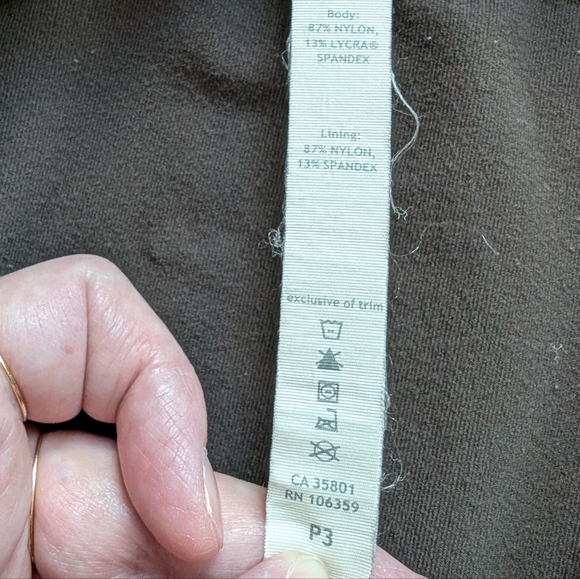 Body:
87% NYLON,
13% LYCRA®
SPANDEX
Lining:
87% NYLON,
13% SPANDEX
exclusive of trim
CA 35801
RN 106359
P3